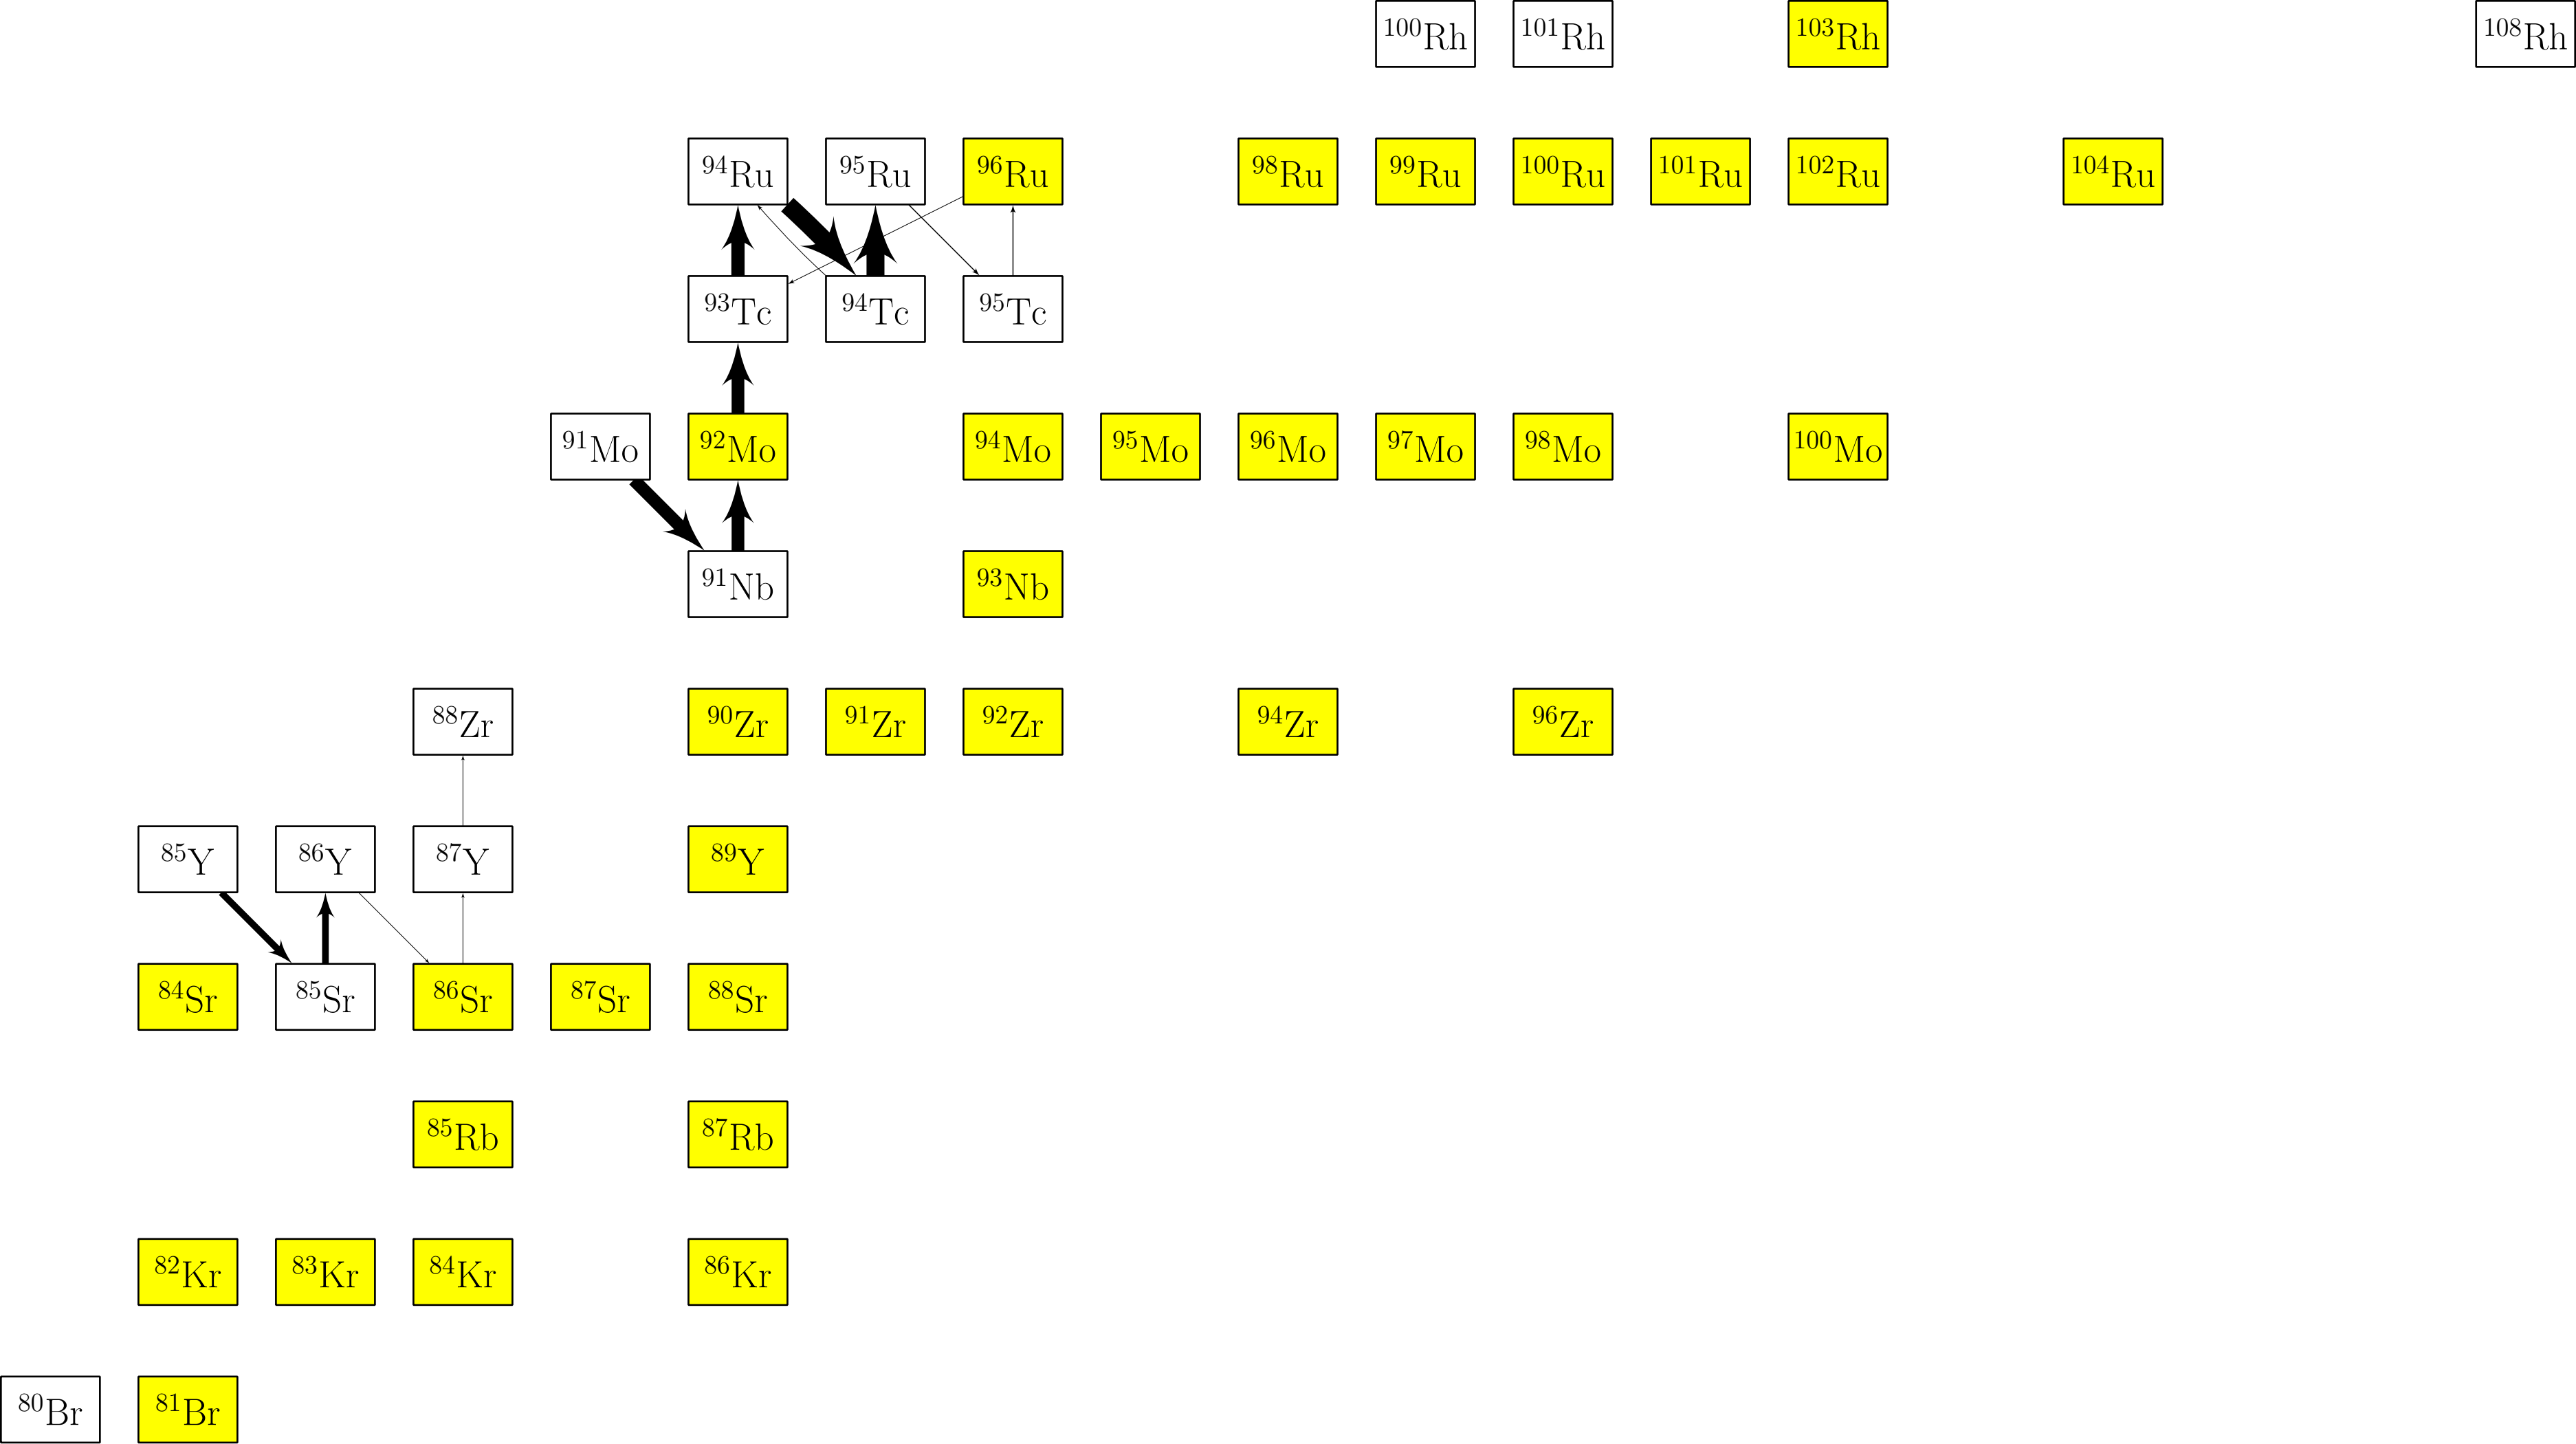 ¹⁰⁰Rh ¹⁰¹Rh ¹⁰³Rh ¹⁰⁸Rh
⁹⁴Ru ⁹⁵Ru ⁹⁶Ru ⁹⁸Ru ⁹⁹Ru ¹⁰⁰Ru ¹⁰¹Ru ¹⁰²Ru ¹⁰⁴Ru
⁹³Tc ⁹⁴Tc ⁹⁵Tc
⁹¹Mo ⁹²Mo ⁹⁴Mo ⁹⁵Mo ⁹⁶Mo ⁹⁷Mo ⁹⁸Mo ¹⁰⁰Mo
⁹¹Nb ⁹³Nb
⁸⁸Zr ⁹⁰Zr ⁹¹Zr ⁹²Zr ⁹⁴Zr ⁹⁶Zr
⁸⁵Y ⁸⁶Y ⁸⁷Y ⁸⁹Y
⁸⁴Sr ⁸⁵Sr ⁸⁶Sr ⁸⁷Sr ⁸⁸Sr
⁸⁵Rb ⁸⁷Rb
⁸²Kr ⁸³Kr ⁸⁴Kr ⁸⁶Kr
⁸⁰Br ⁸¹Br